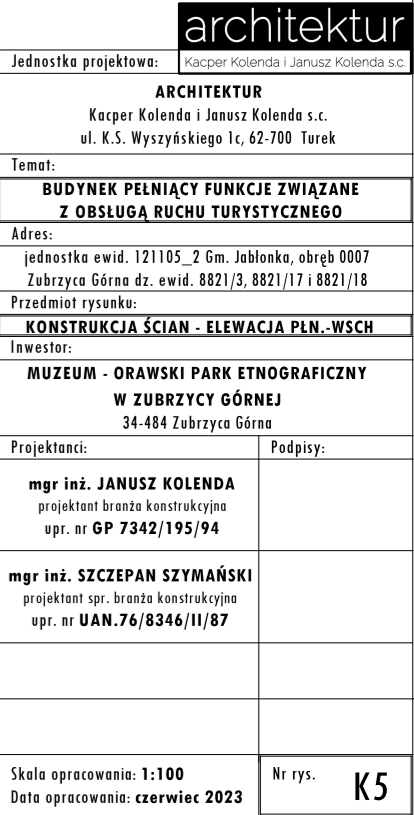 architektur
Jednostka projektowa:
Kacper Kolenda i Janusz Kolenda s.c.
ARCHITEKTUR
Kacper Kolenda i Janusz Kolenda s.c.
ul. K.S. Wyszyńskiego 1c, 62-700 Turek
Temat:
BUDYNEK PEŁNIĄCY FUNKCJE ZWIĄZANE
Z OBSŁUGĄ RUCHU TURYSTYCZNEGO
Adres:
jednostka ewid. 121105_2 Gm. Jabłonka, obręb 0007
Zubrzyca Górna dz. ewid. 8821/3, 8821/17 i 8821/18
Przedmiot rysunku:
KONSTRUKCJA ŚCIAN - ELEWACJA PŁN.-WSCH
Inwestor:
MUZEUM - ORAWSKI PARK ETNOGRAFICZNY
W ZUBRZYCY GÓRNEJ
34-484 Zubrzyca Górna
Projektanci:
Podpisy:
mgr inż. JANUSZ KOLENDA
projektant branża konstrukcyjna
upr. nr GP 7342/195/94
mgr inż. SZCZEPAN SZYMAŃSKI
projektant spr. branża konstrukcyjna
upr. nr UAN.76/8346/II/87
Skala opracowania: 1:100
Data opracowania: czerwiec 2023
Nr rys.
K5